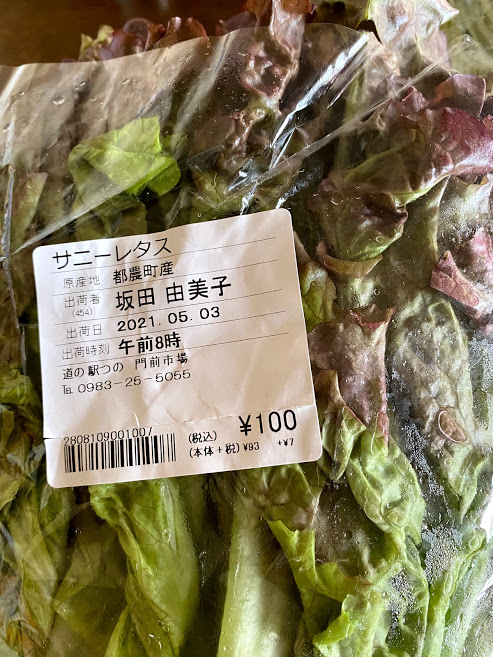 サニーレタス
原産地 都農町産
出荷者 坂田 由美子
(454)
出荷日 2021.05.03
出荷時刻 午前8時
道の駅つの 門前市場
℡ 0983-25-5055
2808109001007
(税込) ¥100
(本体+税)¥93 +¥7